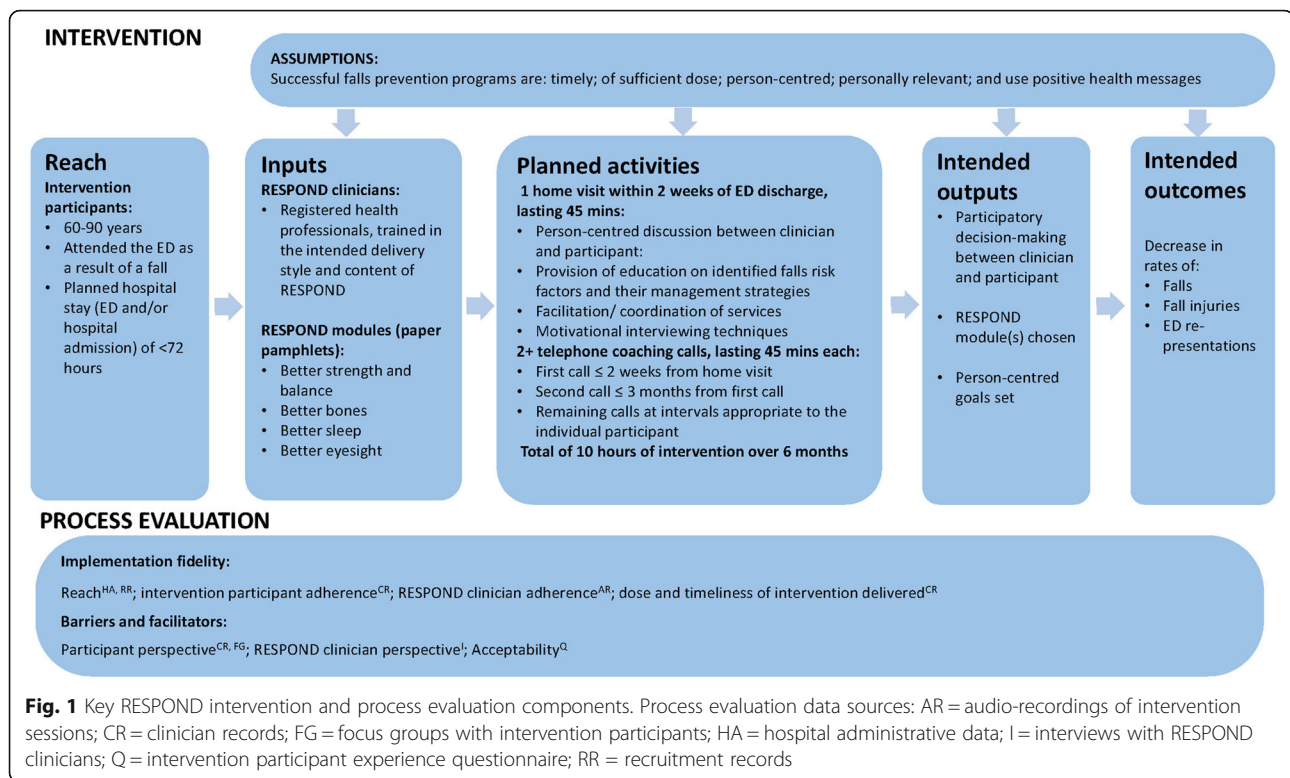 INTERVENTION
ASSUMPTIONS:
Successful falls prevention programs are: timely; of sufficient dose; person-centred; personally relevant; and use positive health messages
Reach
Intervention
participants:
• 60-90 years
• Attended the ED as
a result of a fall
• Planned hospital
stay (ED and/or
hospital
admission) of <72
hours
Inputs
RESPOND clinicians:
• Registered health
professionals, trained in
the intended delivery
style and content of
RESPOND
RESPOND modules (paper
pamphlets):
• Better strength and
balance
• Better bones
• Better sleep
• Better eyesight
Planned activities
1 home visit within 2 weeks of ED discharge,
lasting 45 mins:
• Person-centred discussion between clinician
and participant:
• Provision of education on identified falls risk
factors and their management strategies
• Facilitation/ coordination of services
• Motivational interviewing techniques
2+ telephone coaching calls, lasting 45 mins each:
• First call ≤ 2 weeks from home visit
• Second call ≤ 3 months from first call
• Remaining calls at intervals appropriate to the
individual participant
Total of 10 hours of intervention over 6 months
Intended
outputs
• Participatory
decision-making
between clinician
and participant
• RESPOND
module(s) chosen
• Person-centred
goals set
Intended
outcomes
Decrease in
rates of:
• Falls
• Fall injuries
• ED re-
presentations
PROCESS EVALUATION
Implementation fidelity:
Reach^HA, RR; intervention participant adherence^CR; RESPOND clinician adherence^AR; dose and timeliness of intervention delivered^CR
Barriers and facilitators:
Participant perspective^CR, FG; RESPOND clinician perspective^I; Acceptability^Q
Fig. 1 Key RESPOND intervention and process evaluation components. Process evaluation data sources: AR = audio-recordings of intervention
sessions; CR = clinician records; FG = focus groups with intervention participants; HA = hospital administrative data; I = interviews with RESPOND
clinicians; Q = intervention participant experience questionnaire; RR = recruitment records